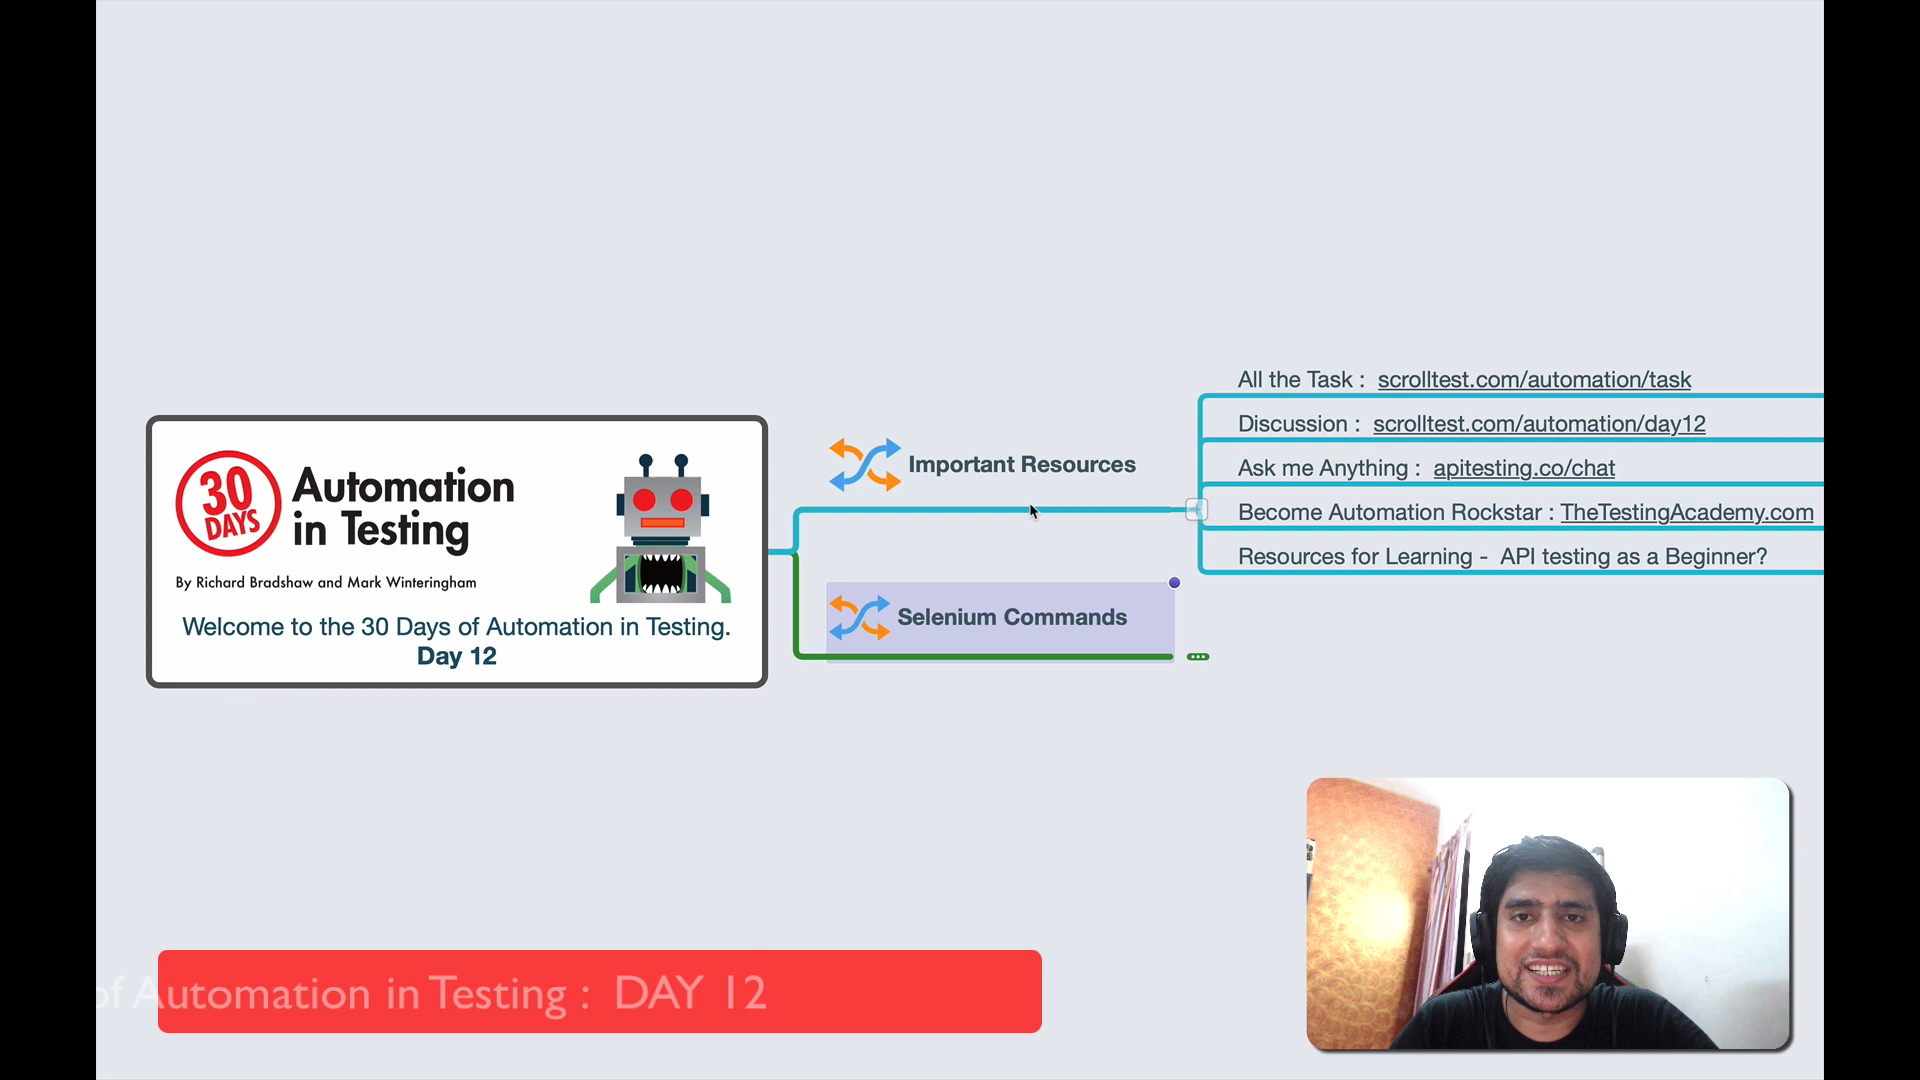 30
DAYS
Automation
in Testing
By Richard Bradshaw and Mark Winteringham
Welcome to the 30 Days of Automation in Testing.
Day 12
Important Resources
All the Task : scrolltest.com/automation/task
Discussion : scrolltest.com/automation/day12
Ask me Anything : apitesting.co/chat
Become Automation Rockstar : TheTestingAcademy.com
Resources for Learning - API testing as a Beginner?
Selenium Commands
of Automation in Testing : DAY 12